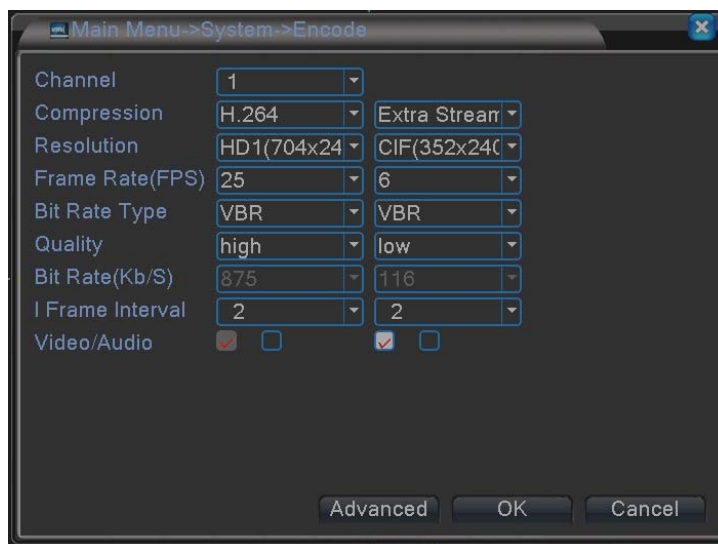 Main Menu->System->Encode
Channel 1
Compression H.264 Extra Stream
Resolution HD1(704x24 CIF(352x240
Frame Rate(FPS) 25 6
Bit Rate Type VBR VBR
Quality high low
Bit Rate(Kb/S) 875 116
I Frame Interval 2 2
Video/Audio
Advanced OK Cancel